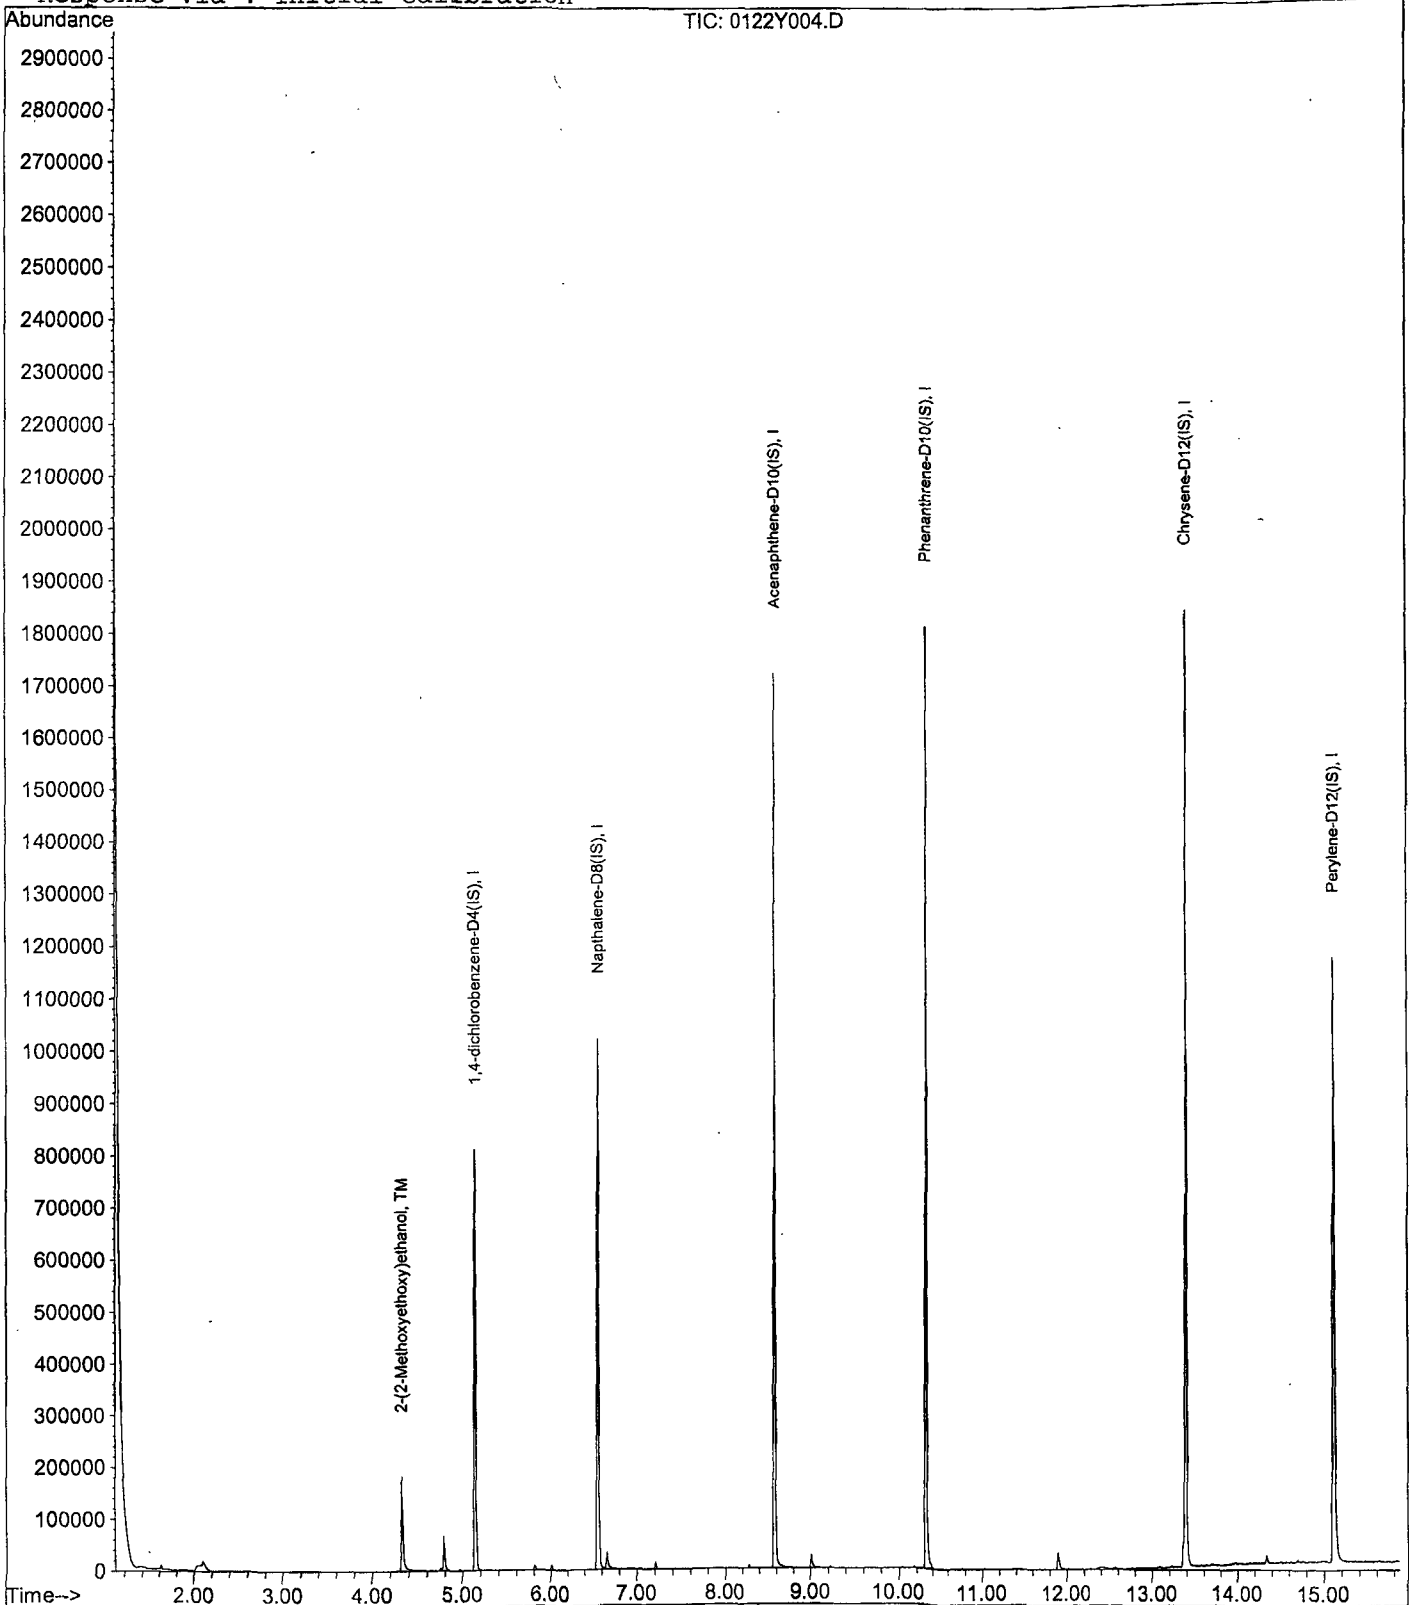 Response via : Initial Calibration
Abundance
TIC: 0122Y004.D
2900000
2800000
2700000
2600000
2500000
2400000
2300000
2200000
2100000
2000000
1900000
1800000
1700000
1600000
1500000
1400000
1300000
1200000
1100000
1000000
900000
800000
700000
600000
500000
400000
300000
200000
100000
0
2-(2-Methoxyethoxy)ethanol, TM
1,4-dichlorobenzene-D4(IS), I
Napthalene-D8(IS), I
Acenaphthene-D10(IS), I
Phenanthrene-D10(IS), I
Chrysene-D12(IS), I
Perylene-D12(IS), I
Time--> 2.00 3.00 4.00 5.00 6.00 7.00 8.00 9.00 10.00 11.00 12.00 13.00 14.00 15.00